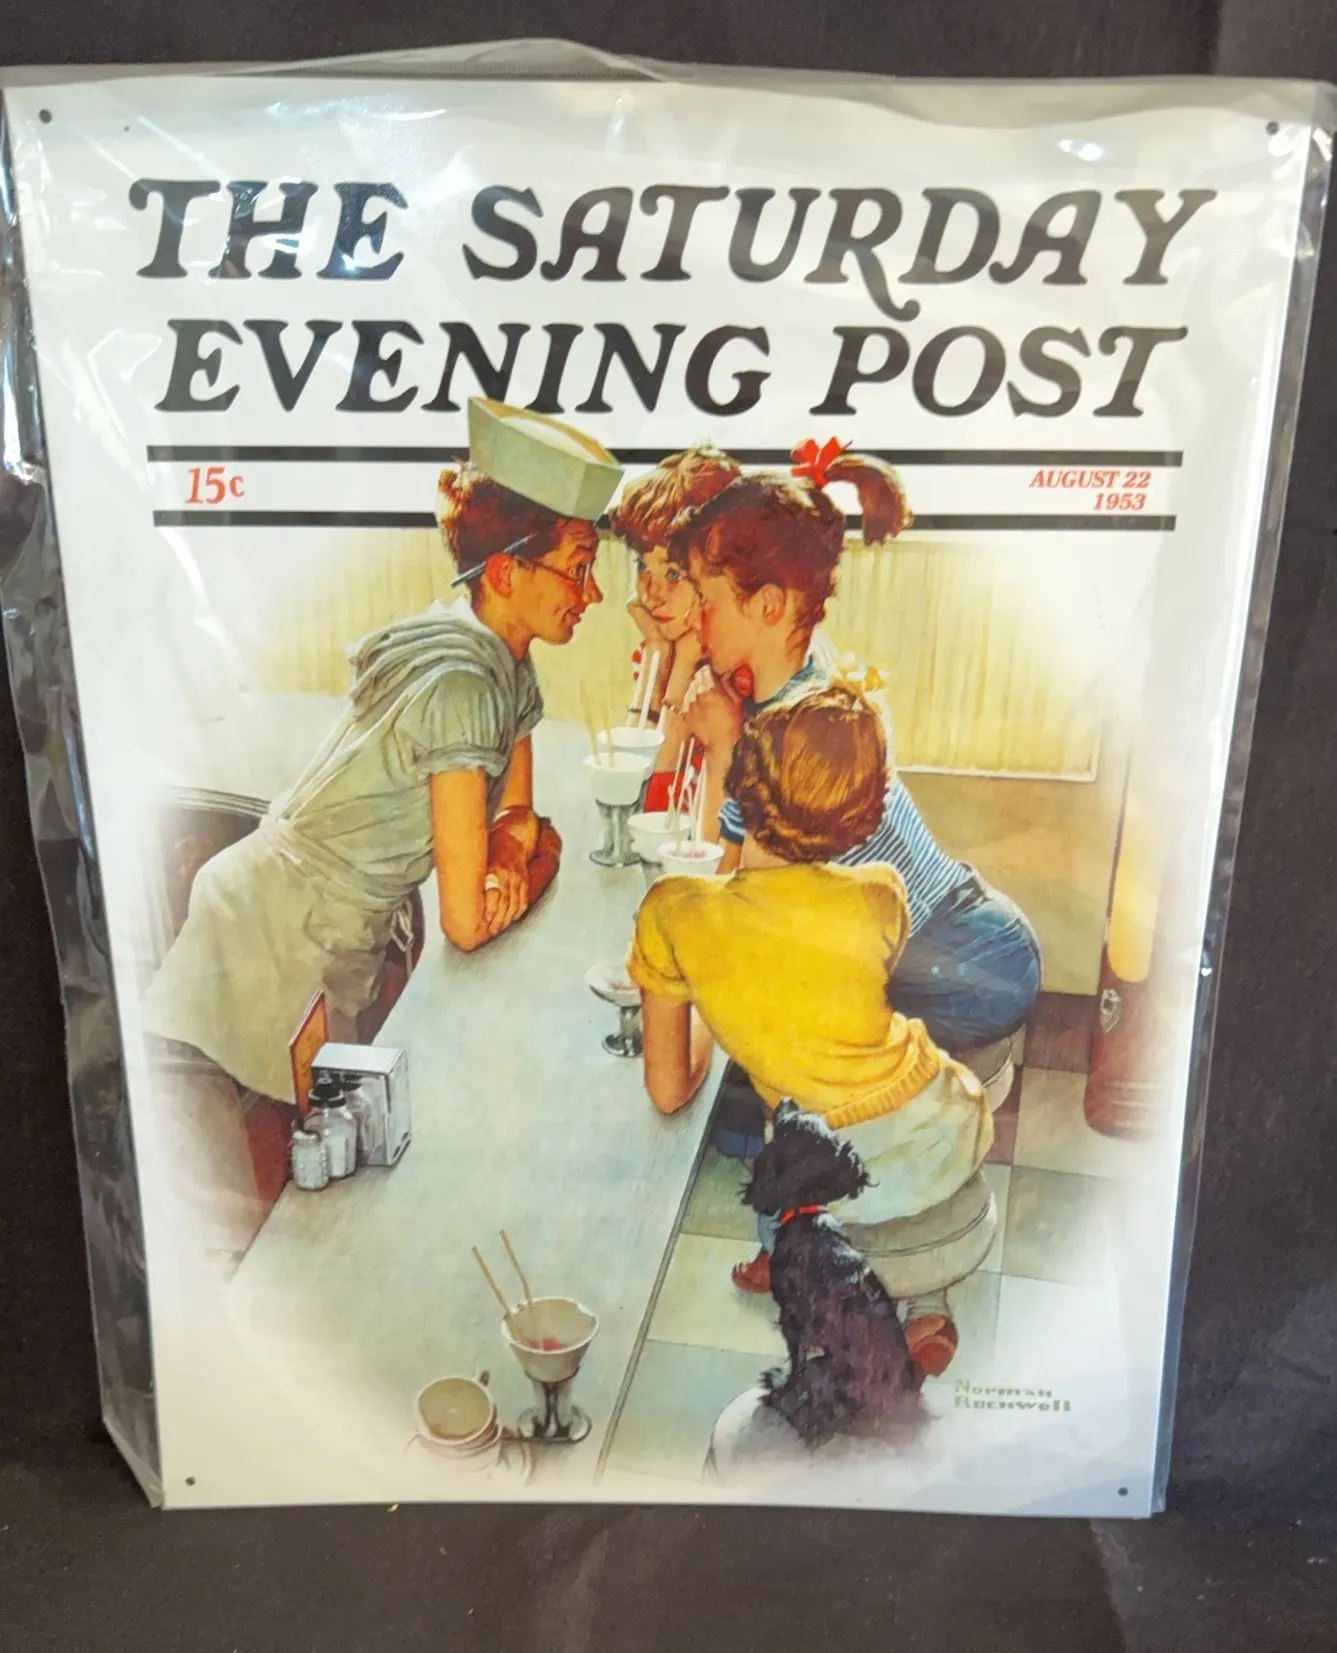 THE SATURDAY
EVENING POST
15c
AUGUST 22
1953
Norman
Rockwell